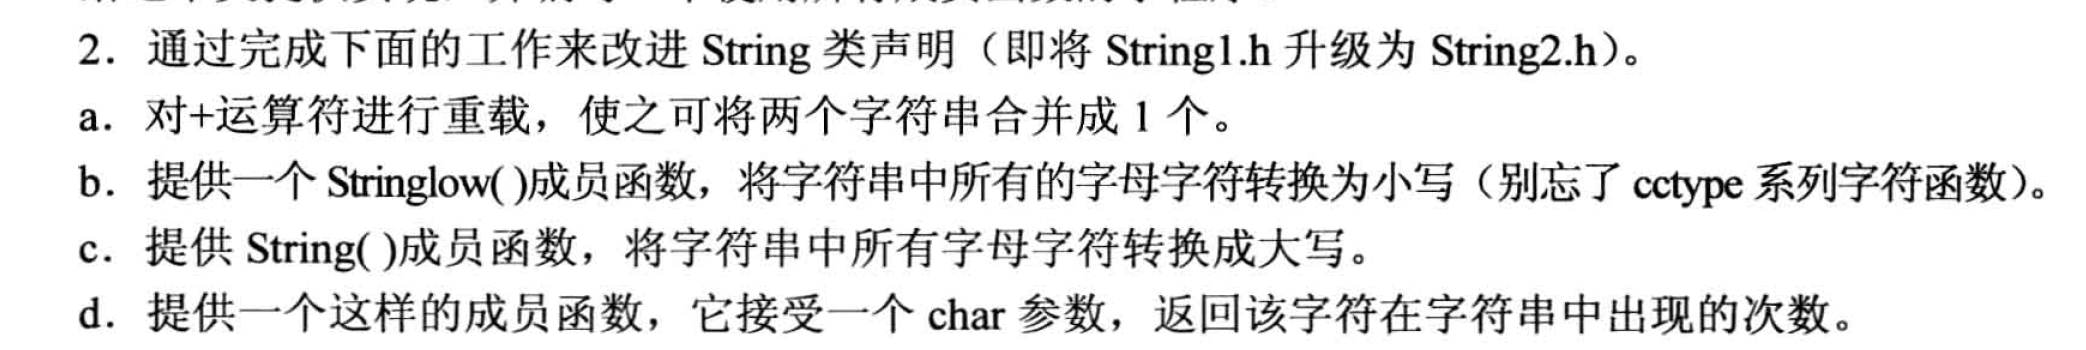 2．通过完成下面的工作来改进 String 类声明（即将 String1.h 升级为 String2.h）。
a．对+运算符进行重载，使之可将两个字符串合并成 1 个。
b．提供一个 Stringlow( )成员函数，将字符串中所有的字母字符转换为小写（别忘了 cctype 系列字符函数）。
c．提供 String( )成员函数，将字符串中所有字母字符转换成大写。
d．提供一个这样的成员函数，它接受一个 char 参数，返回该字符在字符串中出现的次数。